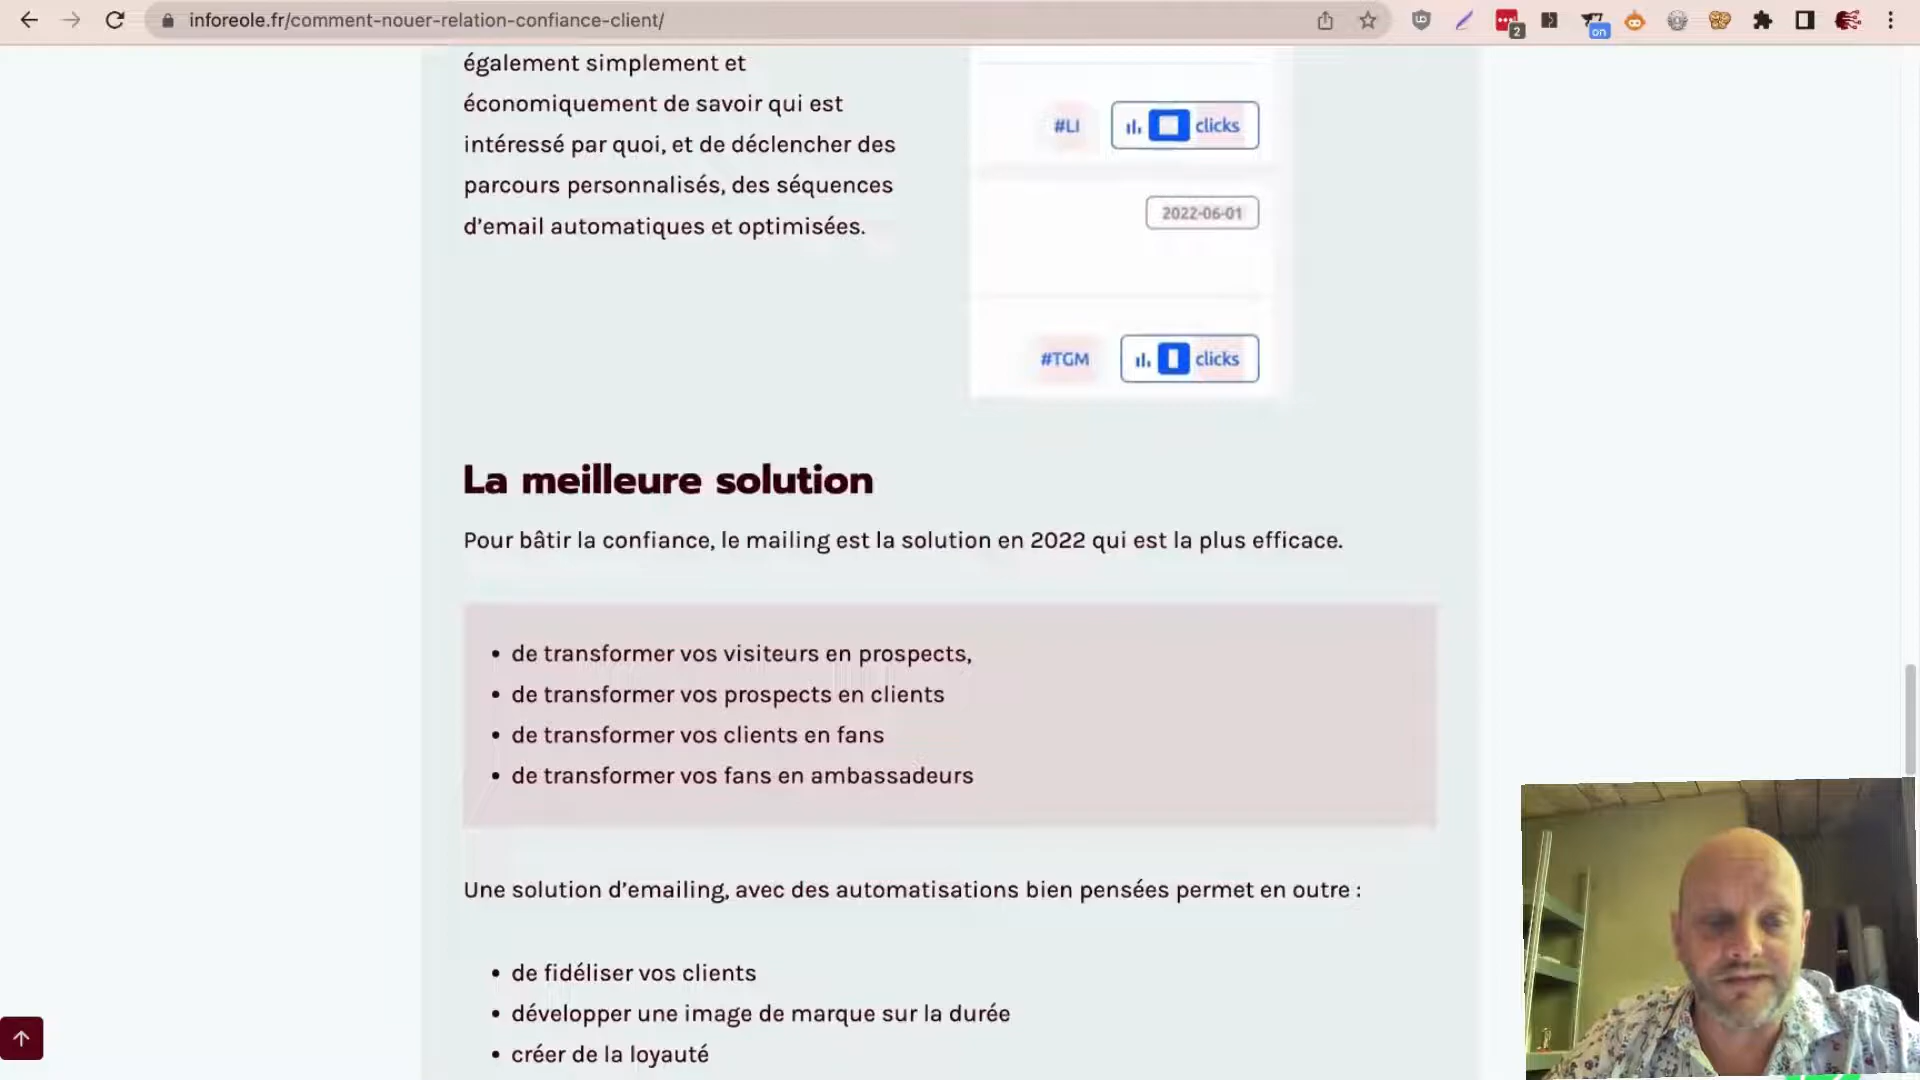 inforeole.fr/comment-nouer-relation-confiance-client/
2
on
également simplement et
économiquement de savoir qui est
intéressé par quoi, et de déclencher des
parcours personnalisés, des séquences
d’email automatiques et optimisées.
#LI
clicks
2022-06-01
#TGM
clicks
La meilleure solution
Pour bâtir la confiance, le mailing est la solution en 2022 qui est la plus efficace.
• de transformer vos visiteurs en prospects,
• de transformer vos prospects en clients
• de transformer vos clients en fans
• de transformer vos fans en ambassadeurs
Une solution d’emailing, avec des automatisations bien pensées permet en outre :
• de fidéliser vos clients
• développer une image de marque sur la durée
• créer de la loyauté